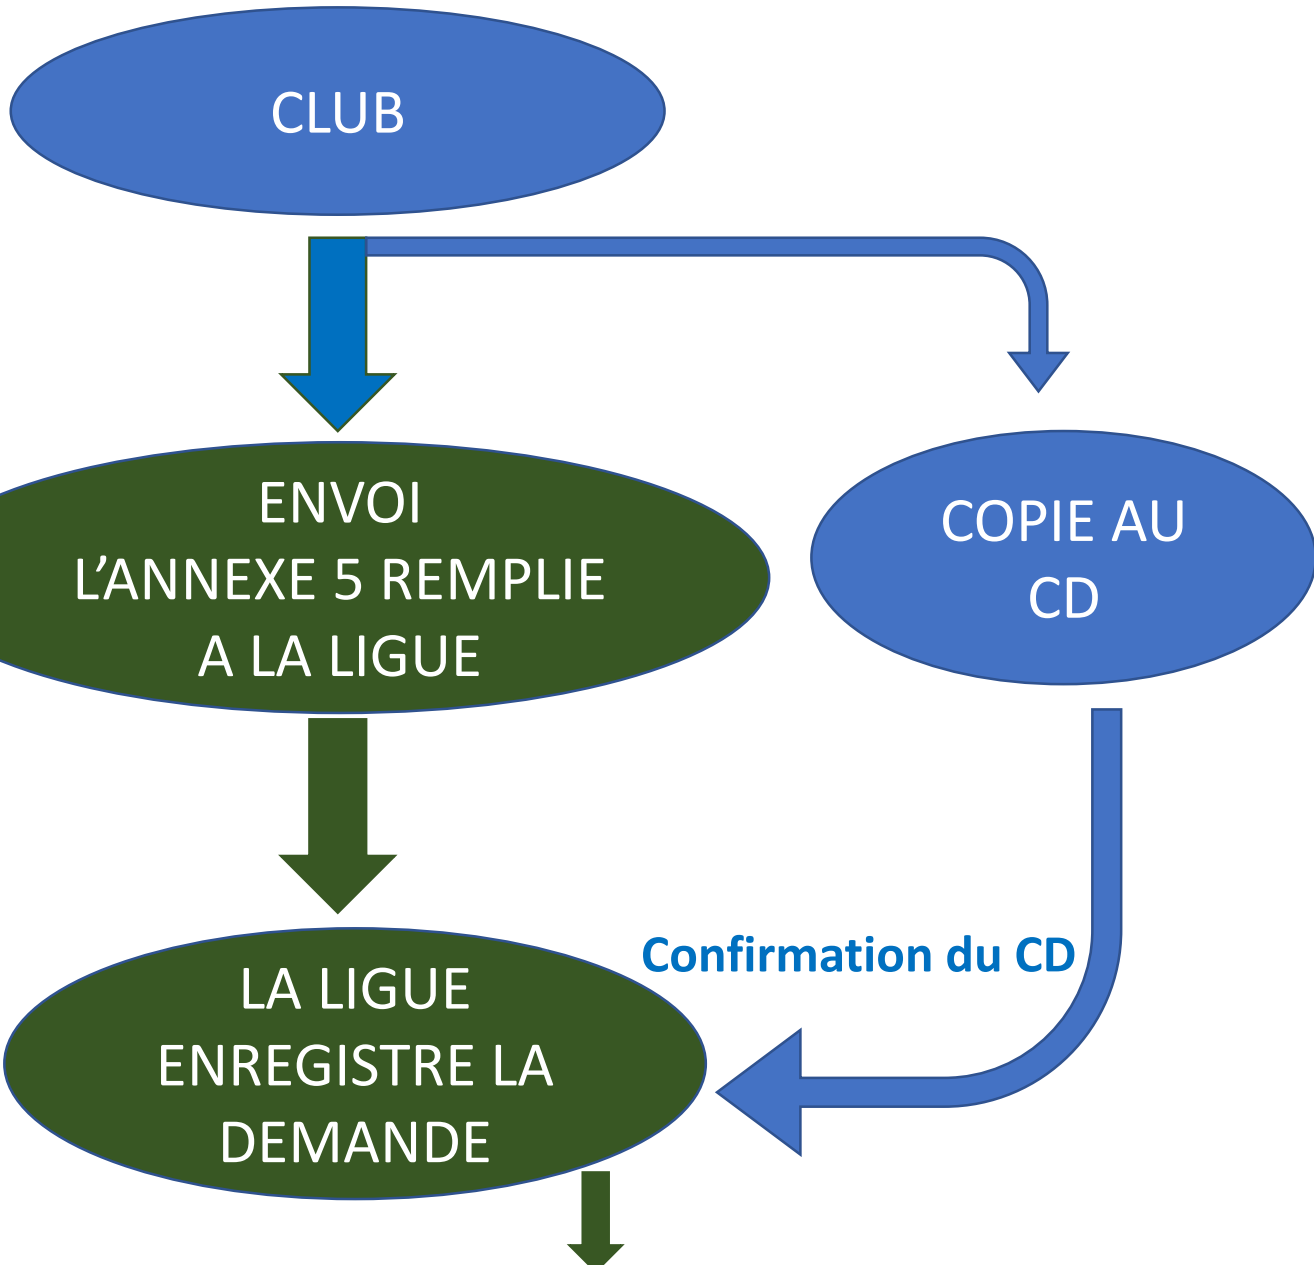 CLUB
ENVOI
L’ANNEXE 5 REMPLIE
A LA LIGUE
COPIE AU
CD
Confirmation du CD
LA LIGUE
ENREGISTRE LA
DEMANDE